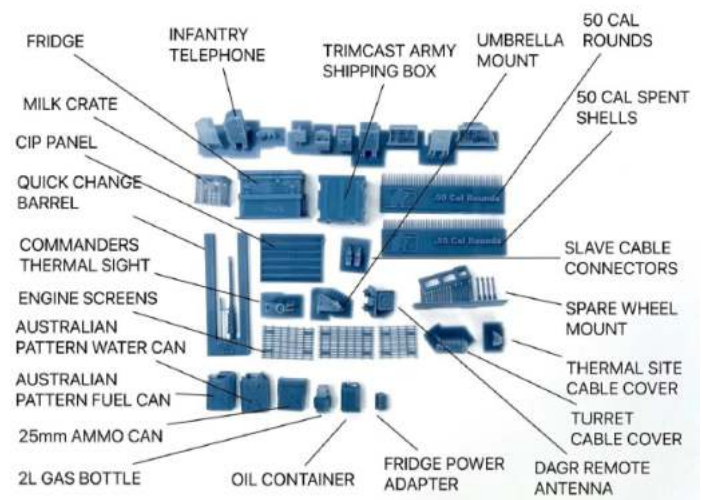 FRIDGE
INFANTRY
TELEPHONE
TRIMCAST ARMY
SHIPPING BOX
UMBRELLA
MOUNT
50 CAL
ROUNDS
50 CAL SPENT
SHELLS
MILK CRATE
CIP PANEL
QUICK CHANGE
BARREL
COMMANDERS
THERMAL SIGHT
ENGINE SCREENS
AUSTRALIAN
PATTERN WATER CAN
AUSTRALIAN
PATTERN FUEL CAN
25mm AMMO CAN
2L GAS BOTTLE
OIL CONTAINER
FRIDGE POWER
ADAPTER
DAGR REMOTE
ANTENNA
TURRET
CABLE COVER
THERMAL SITE
CABLE COVER
SPARE WHEEL
MOUNT
SLAVE CABLE
CONNECTORS
.50 Cal Rounds
.50 Cal Rounds